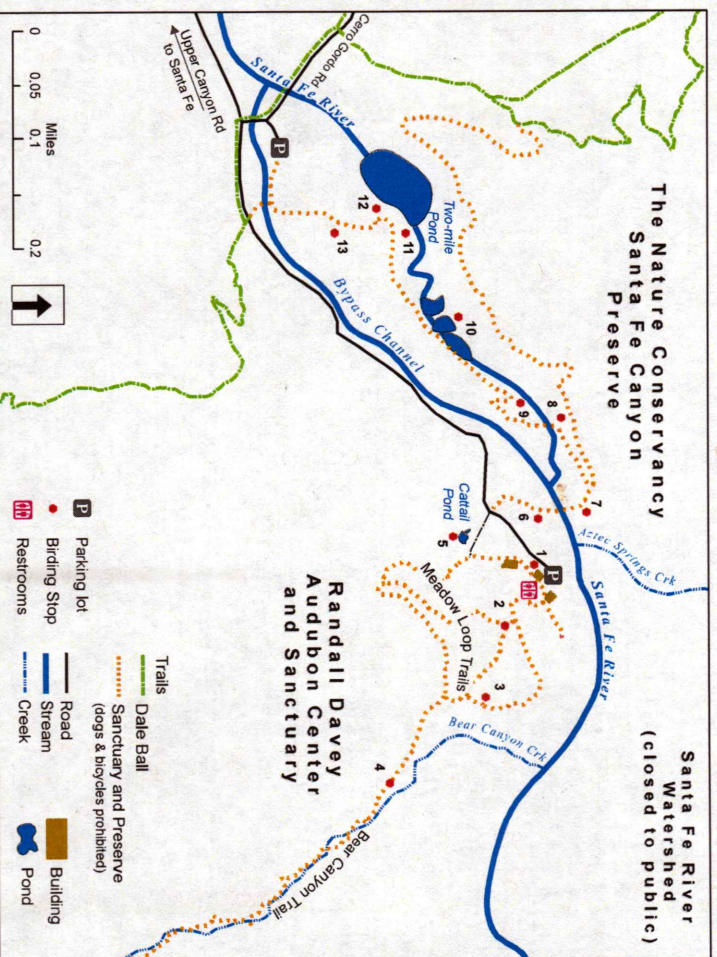 The Nature Conservancy
Santa Fe Canyon
Preserve
Santa Fe River
Watershed
(closed to public)
Cerro Gordo Rd
Santa Fe River
Upper Canyon Rd
to Santa Fe
P
Two-mile
Pond
12
11
13
10
9
8
7
6
Bypass Channel
Aztec Springs Crk
Santa Fe River
Cattail
Pond
5
1
P
2
3
Meadow Loop Trails
Bear Canyon Crk
4
Bear Canyon Trail
Randall Davey
Audubon Center
and Sanctuary
0
0.05
0.1
0.2
Miles
P Parking lot
Birding Stop
Restrooms
Trails
Dale Ball
Sanctuary and Preserve
(dogs & bicycles prohibited)
Road
Stream
Creek
Building
Pond